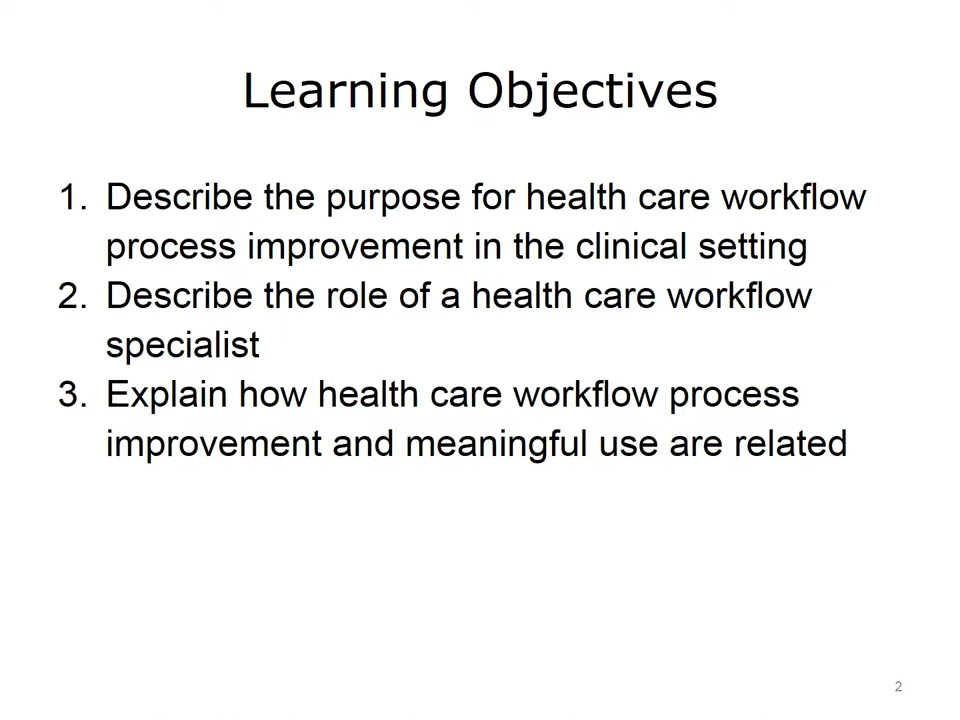 Learning Objectives
1. Describe the purpose for health care workflow
process improvement in the clinical setting
2. Describe the role of a health care workflow
specialist
3. Explain how health care workflow process
improvement and meaningful use are related
2